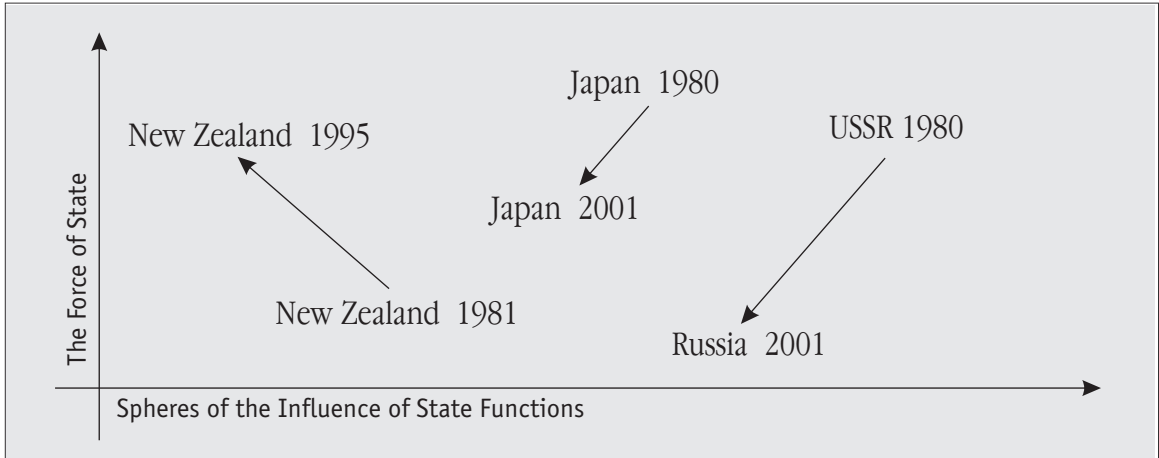 Japan 1980
New Zealand 1995
USSR 1980
Japan 2001
New Zealand 1981
Russia 2001
The Force of State
Spheres of the Influence of State Functions